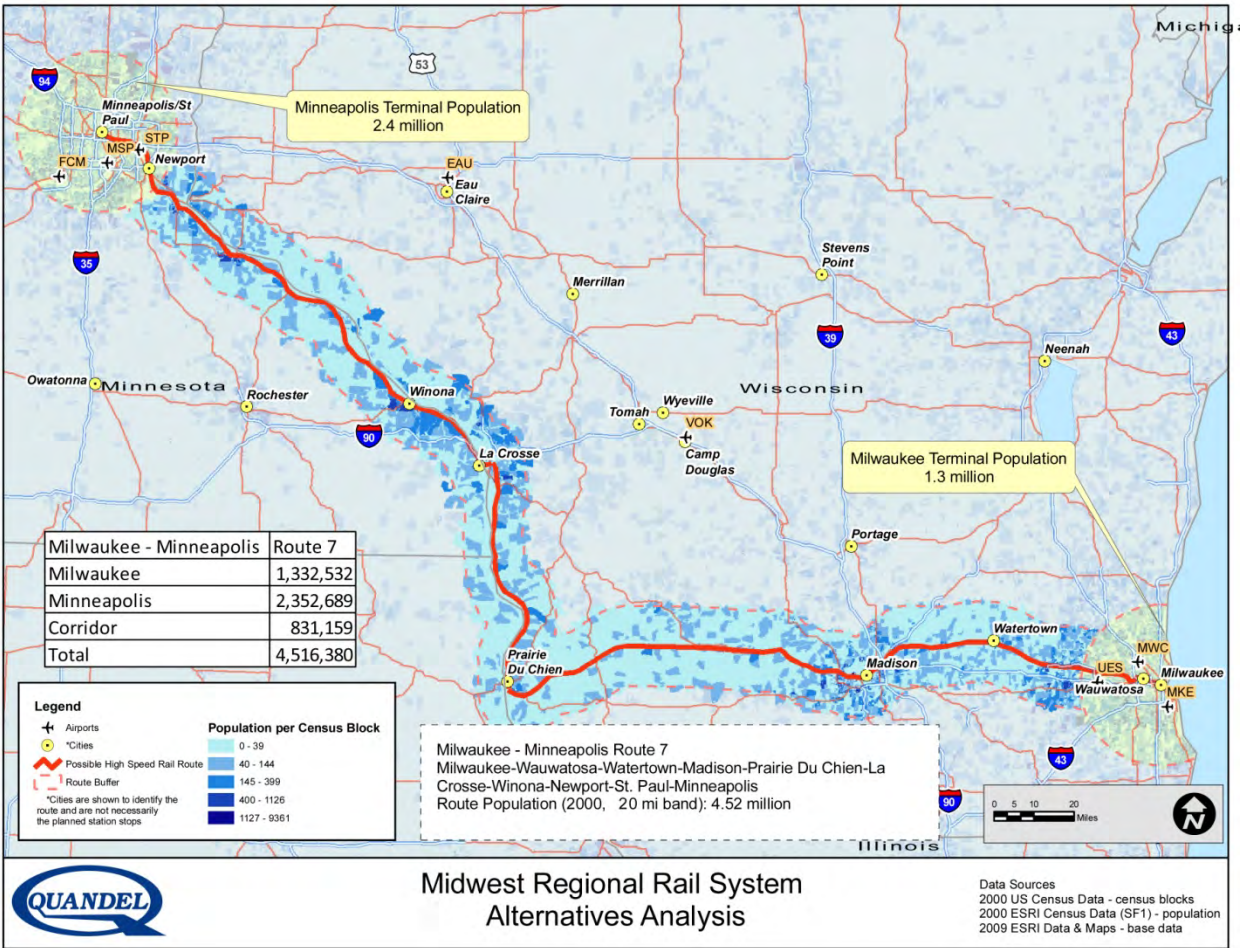 Michiga
53
94
Minneapolis Terminal Population
2.4 million
Minneapolis/St
Paul
STP
MSP
FCM
Newport
EAU
Eau
Claire
35
Stevens
Point
Merrillan
39
43
Neenah
Owatonna
Minnesota
Rochester
Winona
Wisconsin
Tomah
Wyeville
90
VOK
Camp
Douglas
La Crosse
Milwaukee Terminal Population
1.3 million
Portage
Milwaukee - Minneapolis Route 7
Milwaukee 1,332,532
Minneapolis 2,352,689
Corridor 831,159
Total 4,516,380
Prairie
Du Chien
Madison
Watertown
MWC
UES
Milwaukee
Wauwatosa
MKE
43
90
Illinois
Legend
Airports
*Cities
Possible High Speed Rail Route
Route Buffer
*Cities are shown to identify the
route and are not necessarily
the planned station stops
Population per Census Block
0 - 39
40 - 144
145 - 399
400 - 1126
1127 - 9361
Milwaukee - Minneapolis Route 7
Milwaukee-Wauwatosa-Watertown-Madison-Prairie Du Chien-La
Crosse-Winona-Newport-St. Paul-Minneapolis
Route Population (2000, 20 mi band): 4.52 million
0 5 10 20
Miles
N
QUANDEL
Midwest Regional Rail System
Alternatives Analysis
Data Sources
2000 US Census Data - census blocks
2000 ESRI Census Data (SF1) - population
2009 ESRI Data & Maps - base data